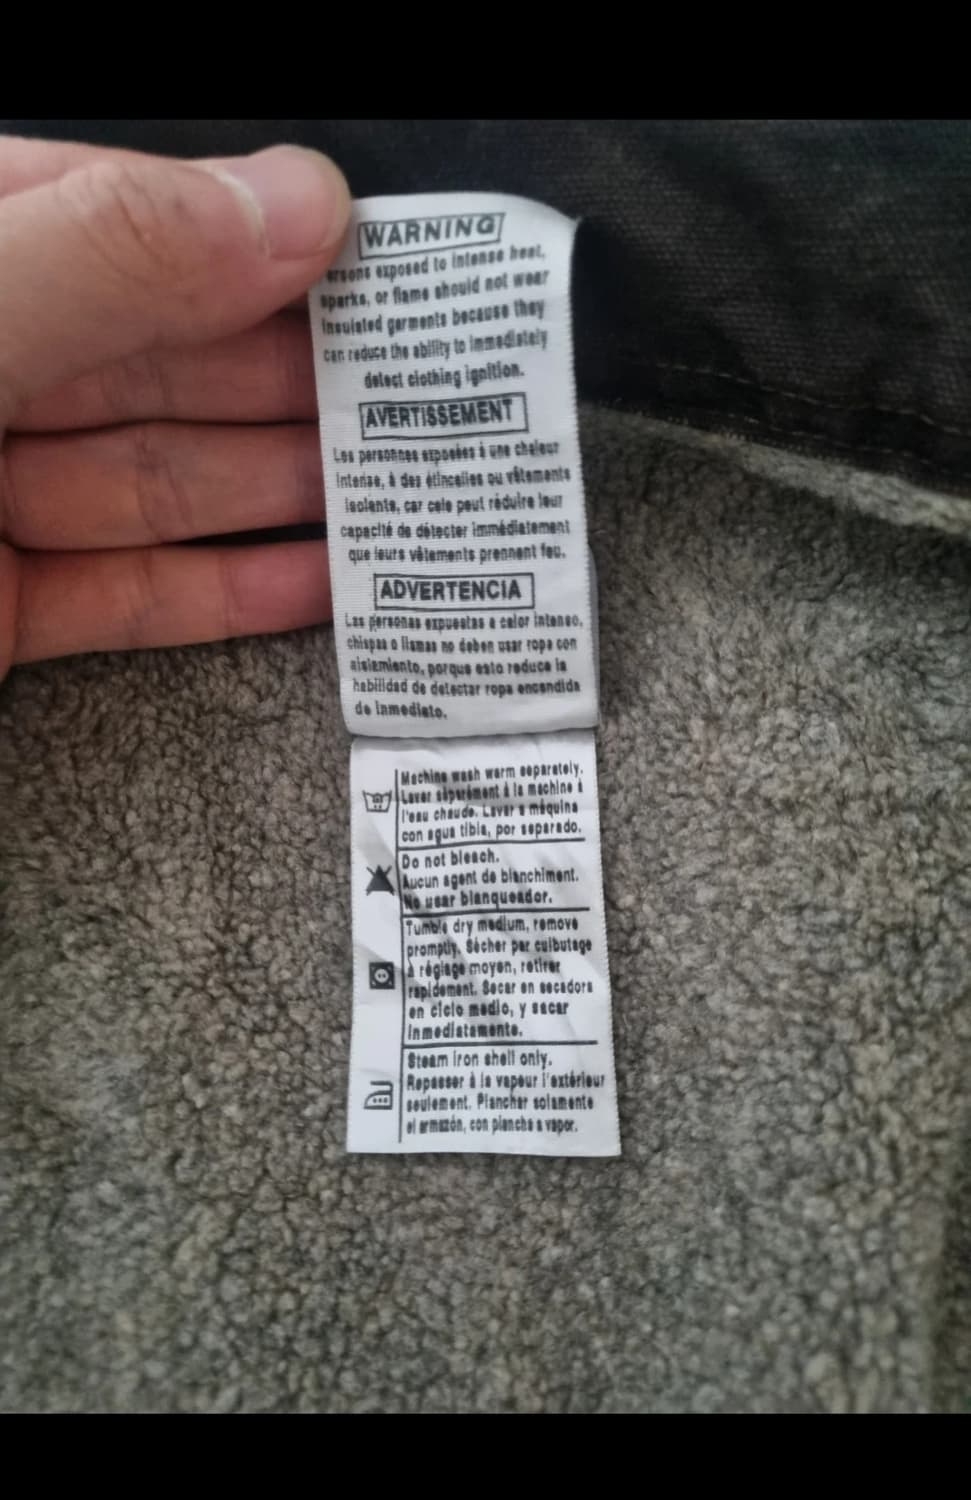 WARNING
ersons exposed to intense heat,
sparks, or flame should not wear
insulated garments because they
can reduce the ability to immediately
detect clothing ignition.
AVERTISSEMENT
Les personnes exposées à une chaleur
intense, à des étincelles ou vêtements
isolants, car cela peut réduire leur
capacité de détecter immédiatement
que leurs vêtements prennent feu.
ADVERTENCIA
Las personas expuestas a calor intenso,
chispas o llamas no deben usar ropa con
aislamiento, porque esto reduce la
habilidad de detectar ropa encendida
de inmediato.
Machine wash warm separately.
Laver séparément à la machine à
l'eau chaude. Lavar a máquina
con agua tibia, por separado.
Do not bleach.
Aucun agent de blanchiment.
No usar blanqueador.
Tumble dry medium, remove
promptly. Sécher par culbutage
à réglage moyen, retirer
rapidement. Secar en secadora
en ciclo medio, y sacar
inmediatamente.
Steam iron shell only.
Repasser à la vapeur l'extérieur
seulement. Planchar solamente
el armazón, con plancha a vapor.